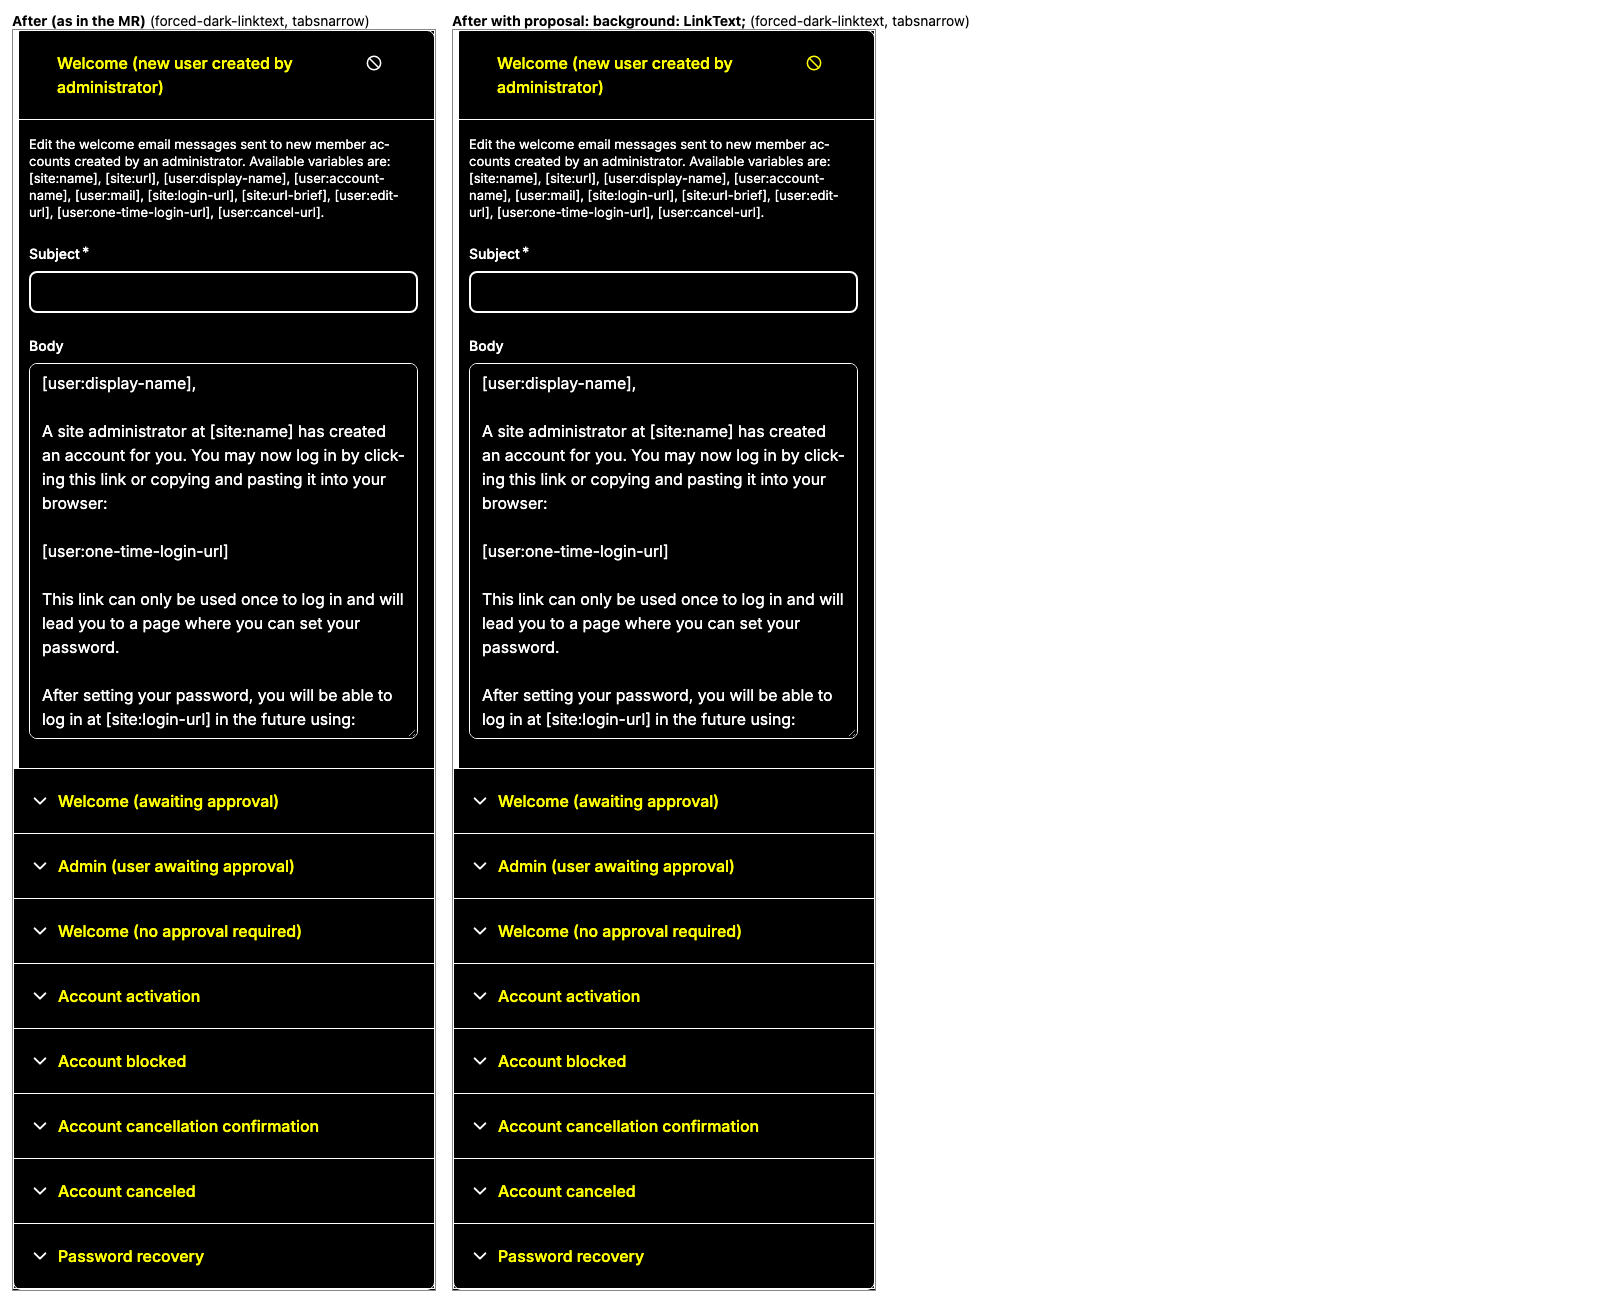 After (as in the MR) (forced-dark-linktext, tabsnarrow)
Welcome (new user created by
administrator)
Edit the welcome email messages sent to new member ac-
counts created by an administrator. Available variables are:
[site:name], [site:url], [user:display-name], [user:account-
name], [user:mail], [site:login-url], [site:url-brief], [user:edit-
url], [user:one-time-login-url], [user:cancel-url].
Subject*
Body
[user:display-name],
A site administrator at [site:name] has created
an account for you. You may now log in by click-
ing this link or copying and pasting it into your
browser:
[user:one-time-login-url]
This link can only be used once to log in and will
lead you to a page where you can set your
password.
After setting your password, you will be able to
log in at [site:login-url] in the future using:
Welcome (awaiting approval)
Admin (user awaiting approval)
Welcome (no approval required)
Account activation
Account blocked
Account cancellation confirmation
Account canceled
Password recovery
After with proposal: background: LinkText; (forced-dark-linktext, tabsnarrow)
Welcome (new user created by
administrator)
Edit the welcome email messages sent to new member ac-
counts created by an administrator. Available variables are:
[site:name], [site:url], [user:display-name], [user:account-
name], [user:mail], [site:login-url], [site:url-brief], [user:edit-
url], [user:one-time-login-url], [user:cancel-url].
Subject*
Body
[user:display-name],
A site administrator at [site:name] has created
an account for you. You may now log in by click-
ing this link or copying and pasting it into your
browser:
[user:one-time-login-url]
This link can only be used once to log in and will
lead you to a page where you can set your
password.
After setting your password, you will be able to
log in at [site:login-url] in the future using:
Welcome (awaiting approval)
Admin (user awaiting approval)
Welcome (no approval required)
Account activation
Account blocked
Account cancellation confirmation
Account canceled
Password recovery